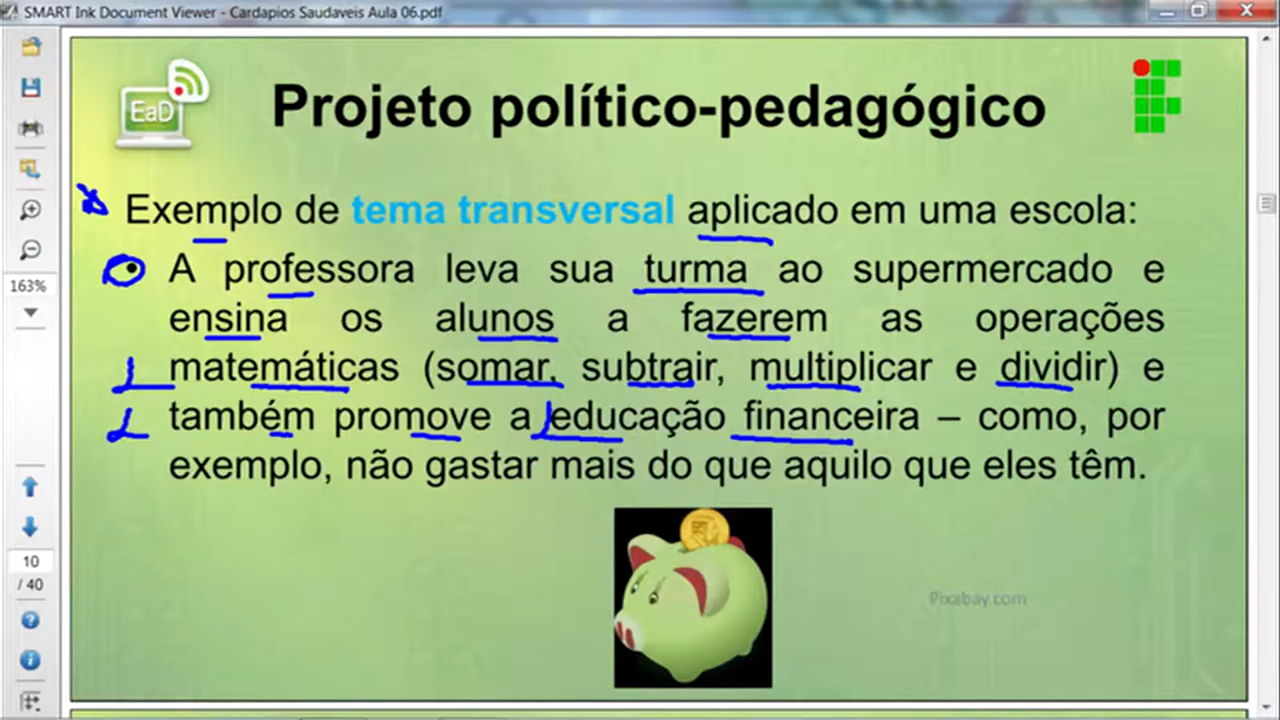 SMART Ink Document Viewer - Cardapios Saudaveis Aula 06.pdf
EaD
Projeto político-pedagógico
Exemplo de tema transversal aplicado em uma escola:
A professora leva sua turma ao supermercado e
ensina os alunos a fazerem as operações
matemáticas (somar, subtrair, multiplicar e dividir) e
também promove a educação financeira – como, por
exemplo, não gastar mais do que aquilo que eles têm.
163%
10
/ 40
Pixabay.com